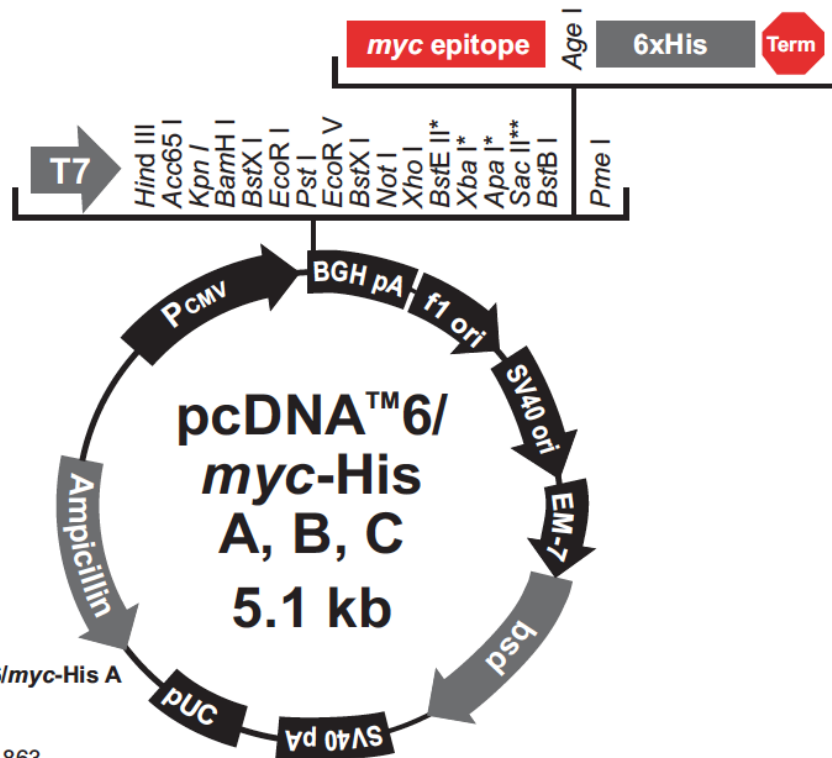 myc epitope
Age I
6xHis
Term
T7
Hind III
Acc65 I
Kpn I
BamH I
BstX I
EcoR I
Pst I
EcoR V
BstX I
Not I
Xho I
BstE II*
Xba I*
Apa I*
Sac II**
BstB I
Pme I
PCMV
BGH pA
f1 ori
SV40 ori
EM-7
bsd
SV40 pA
pUC
Ampicillin
pcDNA™6/
myc-His
A, B, C
5.1 kb
/myc-His A
863